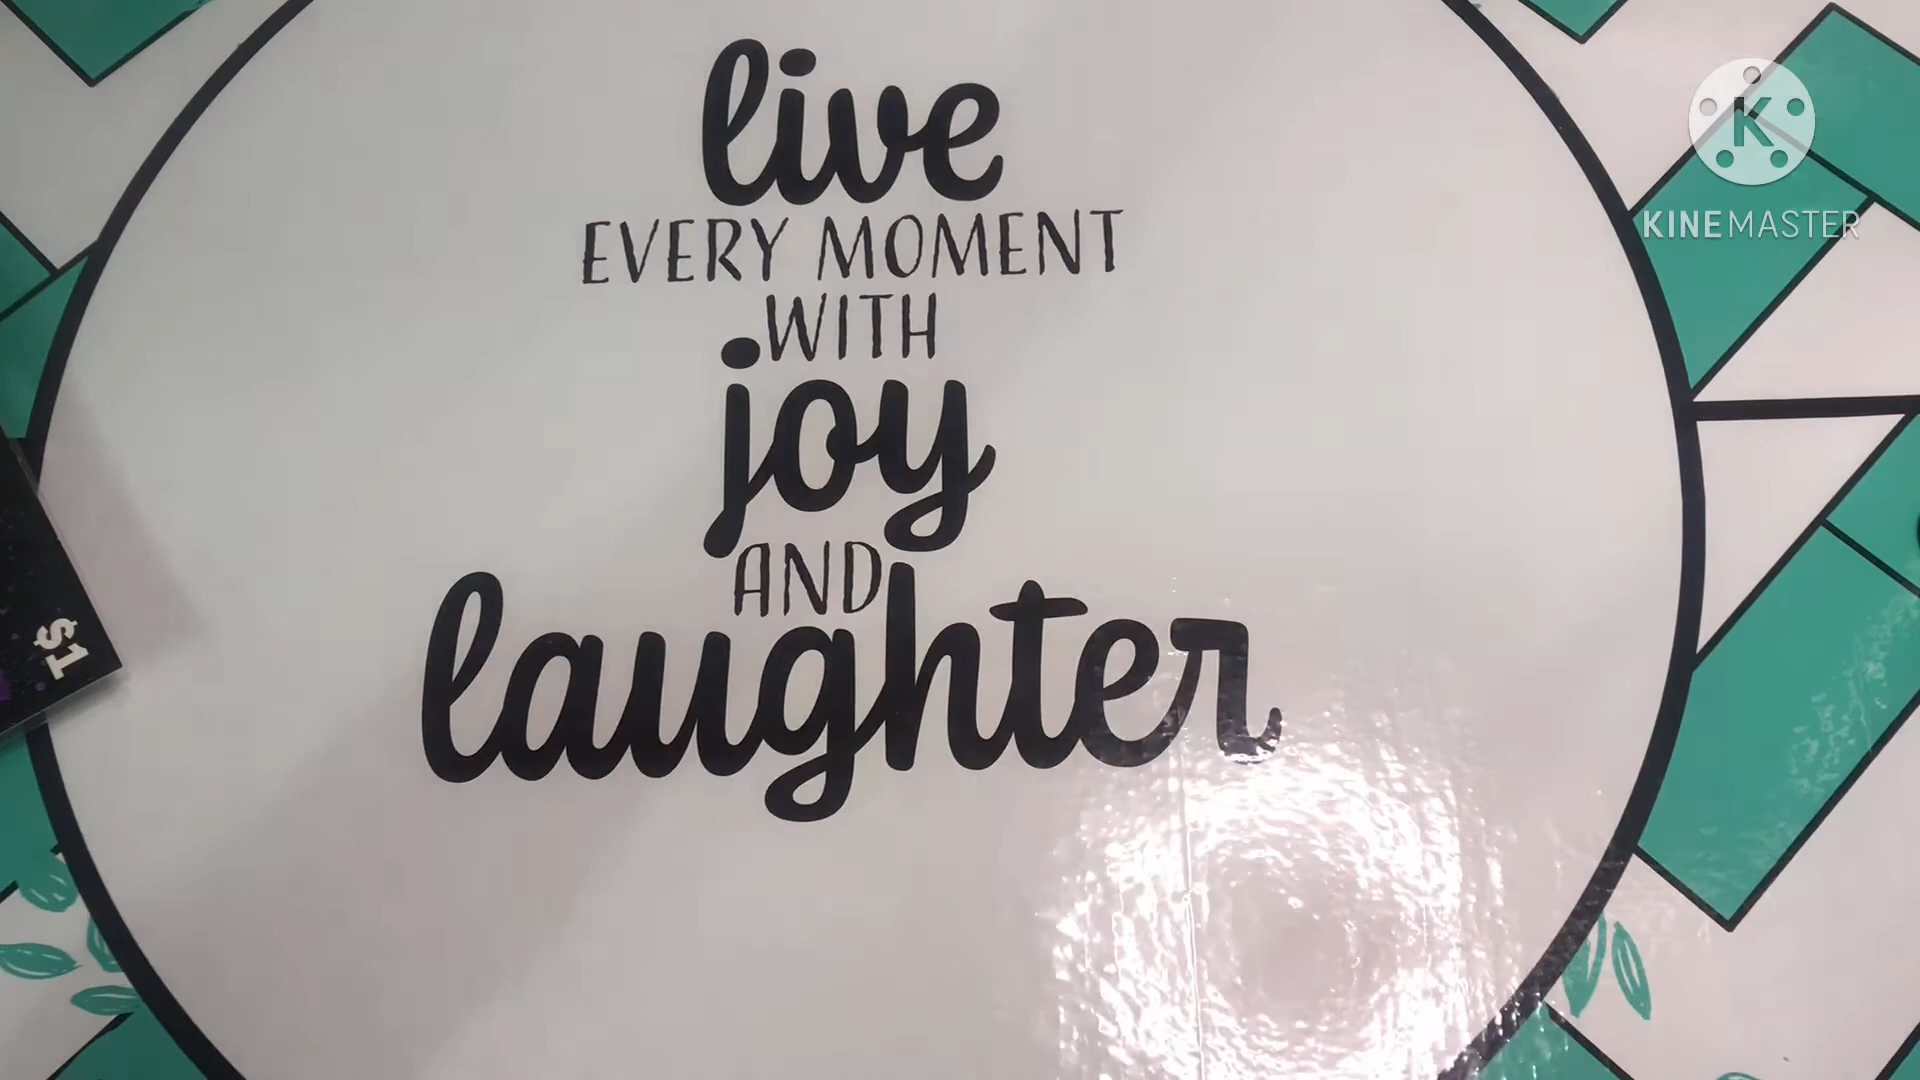 live
EVERY MOMENT
WITH
joy
AND
laughter
$1
K
KINEMASTER